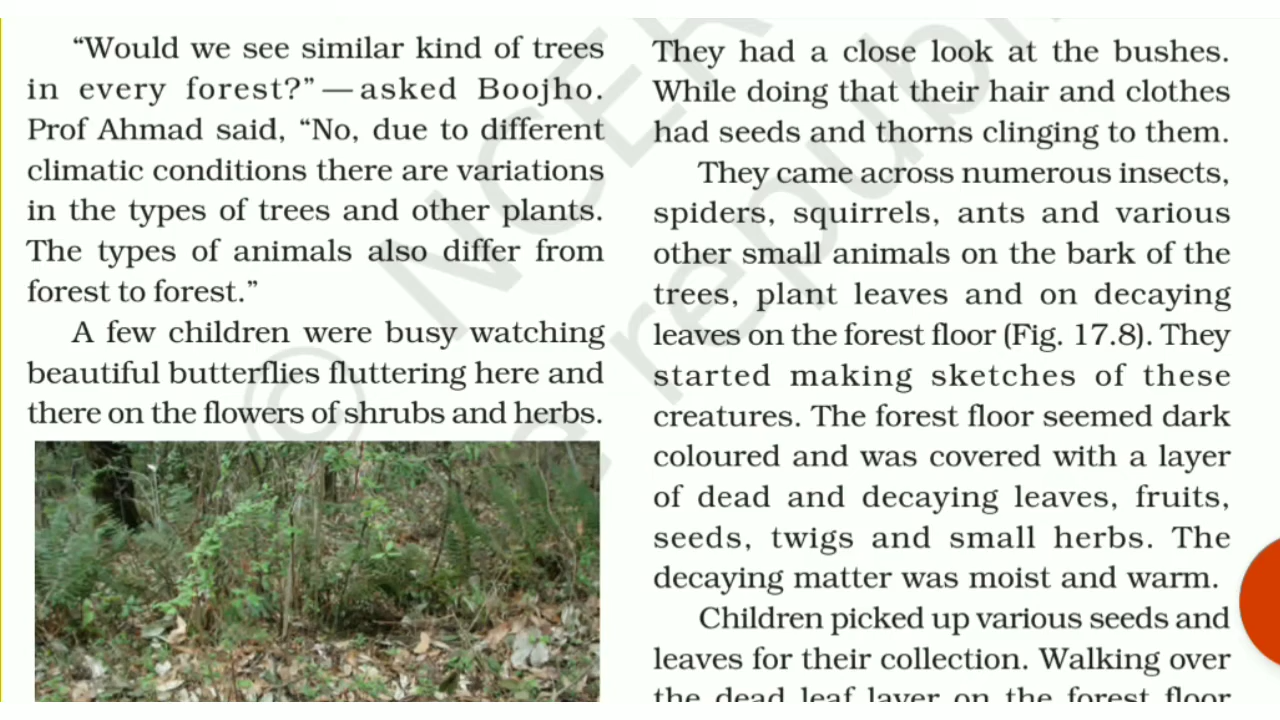 “Would we see similar kind of trees
in every forest?” — asked Boojho.
Prof Ahmad said, “No, due to different
climatic conditions there are variations
in the types of trees and other plants.
The types of animals also differ from
forest to forest.”
A few children were busy watching
beautiful butterflies fluttering here and
there on the flowers of shrubs and herbs.
They had a close look at the bushes.
While doing that their hair and clothes
had seeds and thorns clinging to them.
They came across numerous insects,
spiders, squirrels, ants and various
other small animals on the bark of the
trees, plant leaves and on decaying
leaves on the forest floor (Fig. 17.8). They
started making sketches of these
creatures. The forest floor seemed dark
coloured and was covered with a layer
of dead and decaying leaves, fruits,
seeds, twigs and small herbs. The
decaying matter was moist and warm.
Children picked up various seeds and
leaves for their collection. Walking over
the dead leaf layer on the forest floor